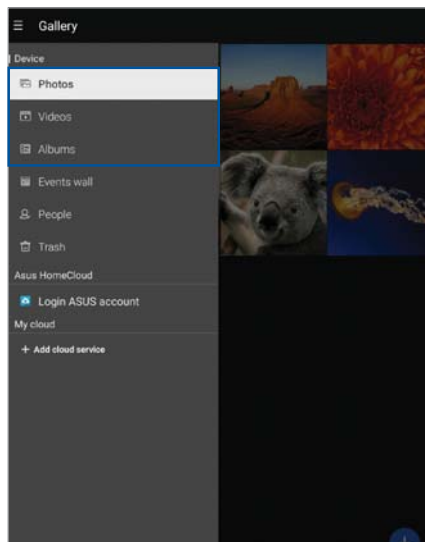 Gallery
Device
Photos
Videos
Albums
Events wall
People
Trash
Asus HomeCloud
Login ASUS account
My cloud
+ Add cloud service